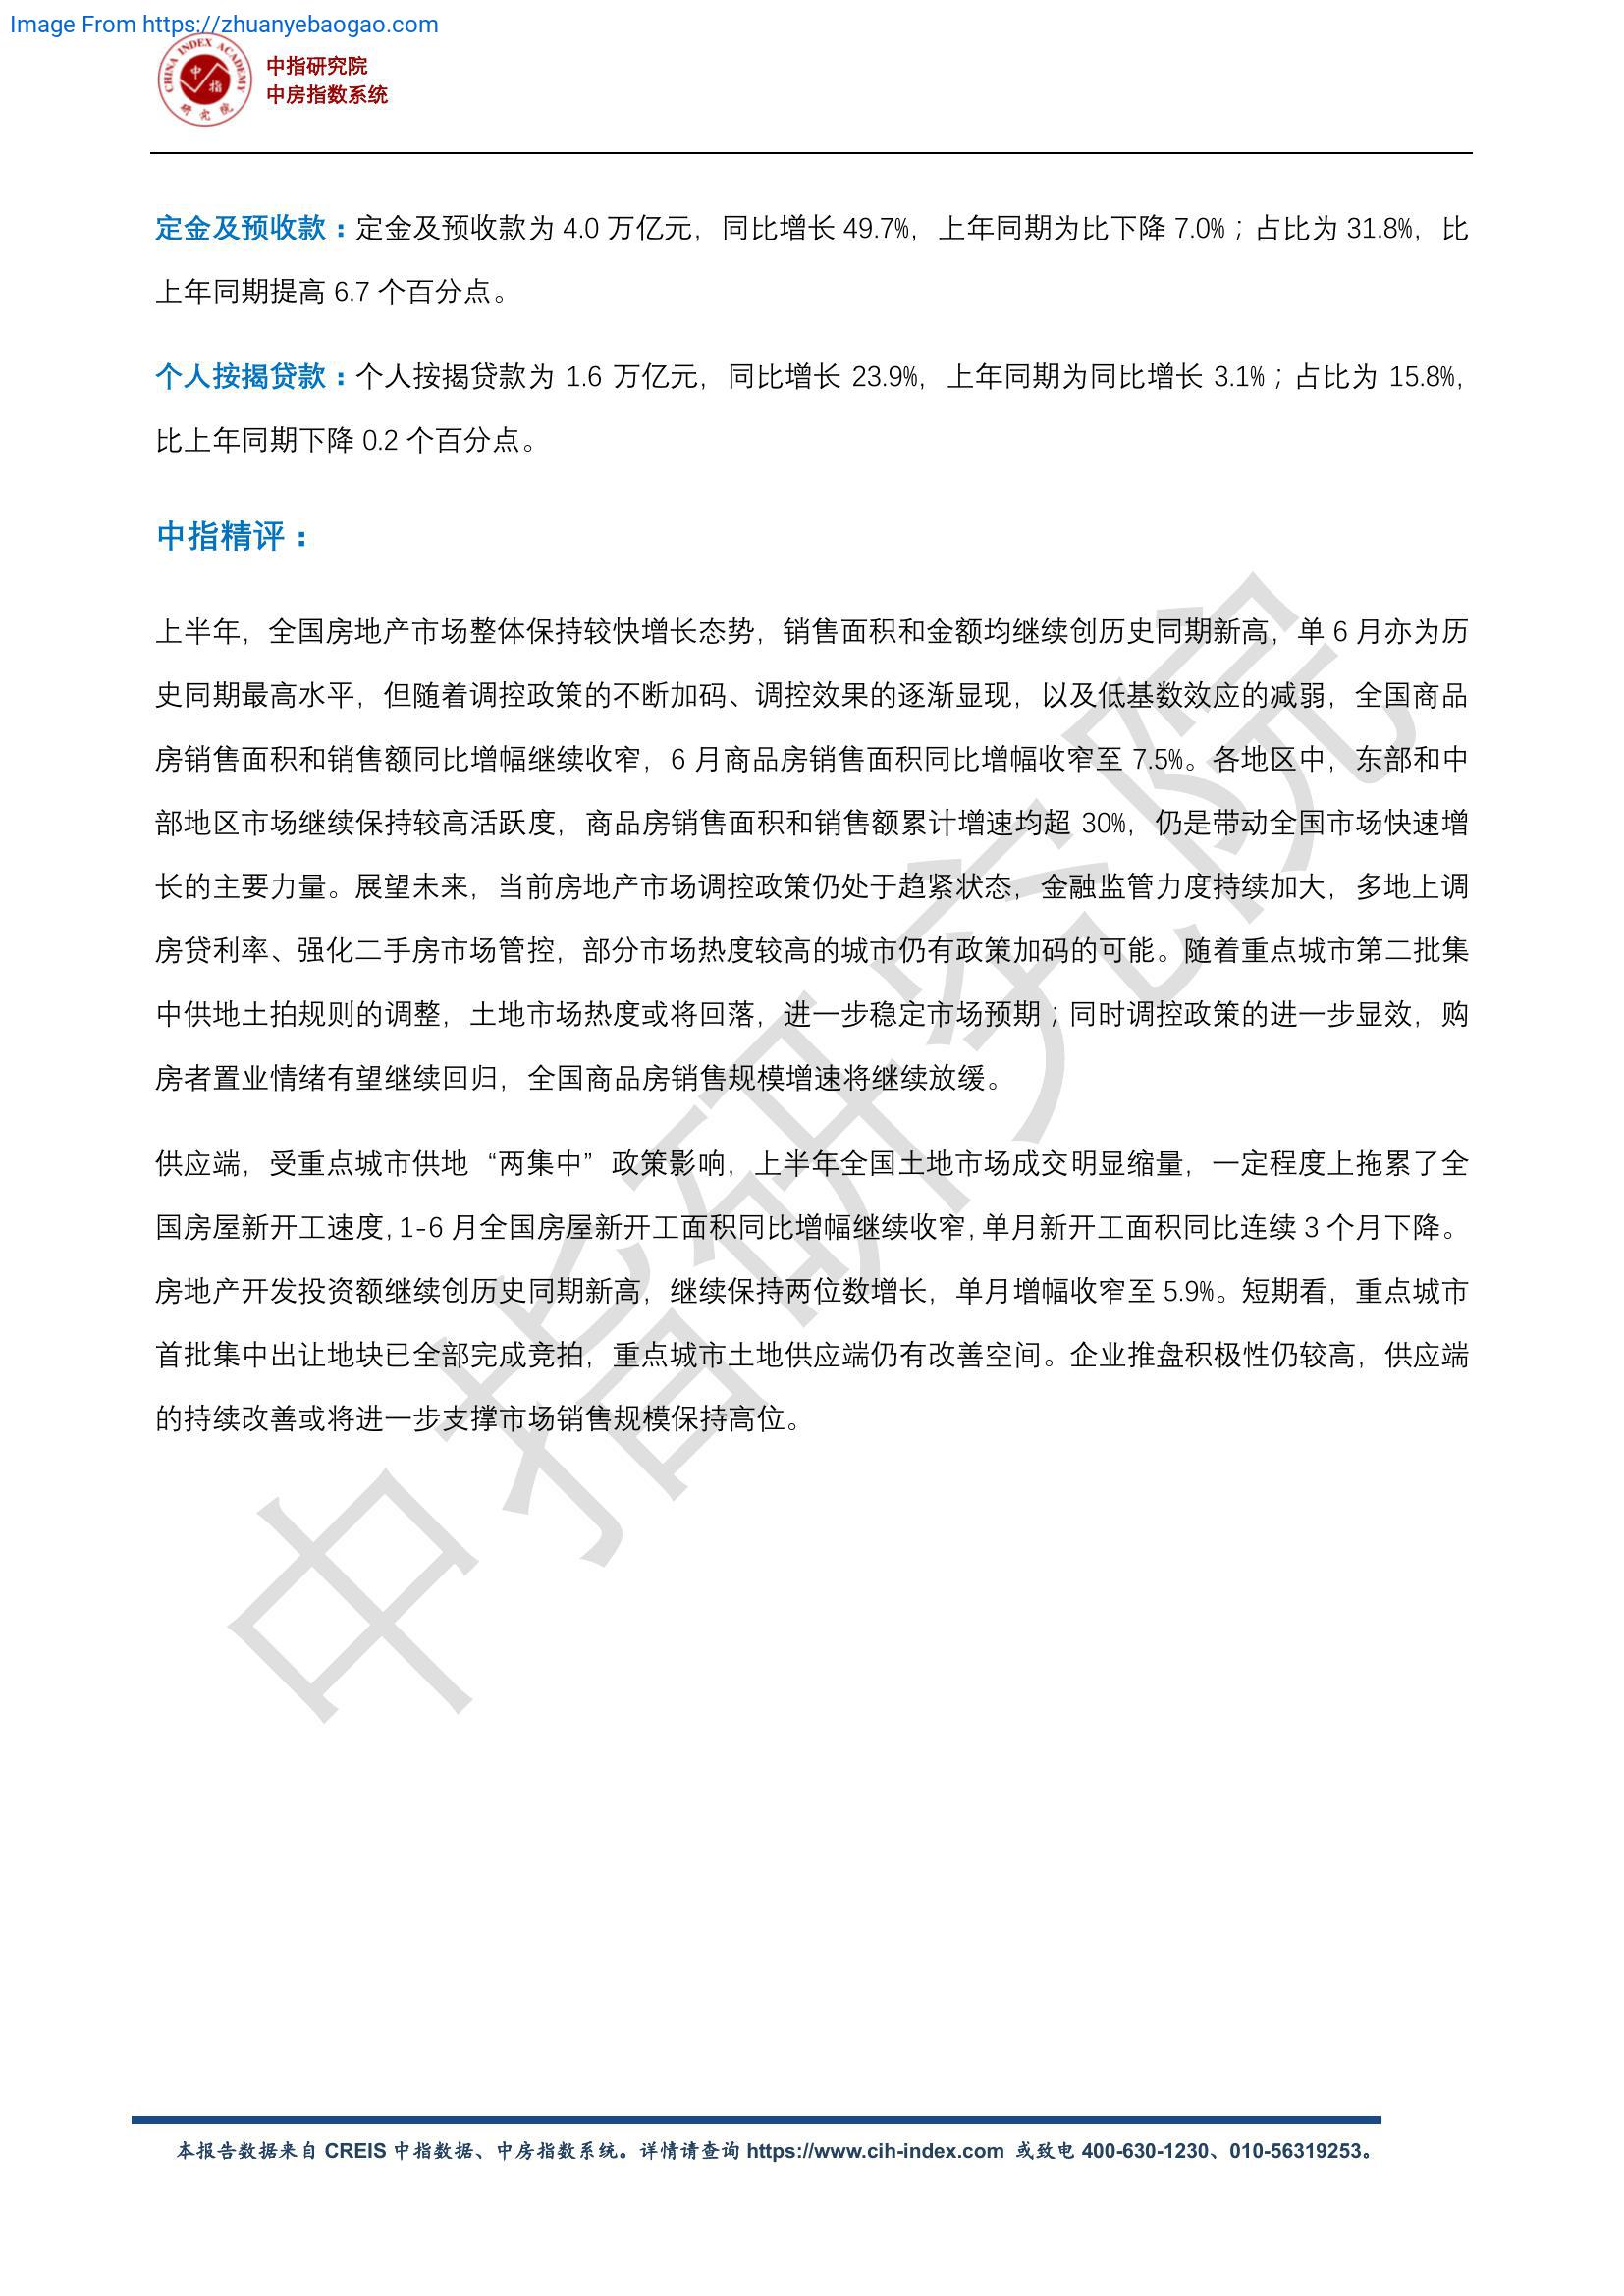 Image From https://zhuanyebaogao.com
CHINA INDEX ACADEMY
中指
研究院
中指研究院
中房指数系统
定金及预收款：定金及预收款为 4.0 万亿元，同比增长 49.7%，上年同期为比下降 7.0%；占比为 31.8%，比
上年同期提高 6.7 个百分点。
个人按揭贷款：个人按揭贷款为 1.6 万亿元，同比增长 23.9%，上年同期为同比增长 3.1%；占比为 15.8%，
比上年同期下降 0.2 个百分点。
中指精评：
上半年，全国房地产市场整体保持较快增长态势，销售面积和金额均继续创历史同期新高，单 6 月亦为历
史同期最高水平，但随着调控政策的不断加码、调控效果的逐渐显现，以及低基数效应的减弱，全国商品
房销售面积和销售额同比增幅继续收窄，6 月商品房销售面积同比增幅收窄至 7.5%。各地区中，东部和中
部地区市场继续保持较高活跃度，商品房销售面积和销售额累计增速均超 30%，仍是带动全国市场快速增
长的主要力量。展望未来，当前房地产市场调控政策仍处于趋紧状态，金融监管力度持续加大，多地上调
房贷利率、强化二手房市场管控，部分市场热度较高的城市仍有政策加码的可能。随着重点城市第二批集
中供地土拍规则的调整，土地市场热度或将回落，进一步稳定市场预期；同时调控政策的进一步显效，购
房者置业情绪有望继续回归，全国商品房销售规模增速将继续放缓。
供应端，受重点城市供地“两集中”政策影响，上半年全国土地市场成交明显缩量，一定程度上拖累了全
国房屋新开工速度，1-6 月全国房屋新开工面积同比增幅继续收窄，单月新开工面积同比连续 3 个月下降。
房地产开发投资额继续创历史同期新高，继续保持两位数增长，单月增幅收窄至 5.9%。短期看，重点城市
首批集中出让地块已全部完成竞拍，重点城市土地供应端仍有改善空间。企业推盘积极性仍较高，供应端
的持续改善或将进一步支撑市场销售规模保持高位。
中指研究院
本报告数据来自 CREIS 中指数据、中房指数系统。详情请查询 https://www.cih-index.com 或致电 400-630-1230、010-56319253。